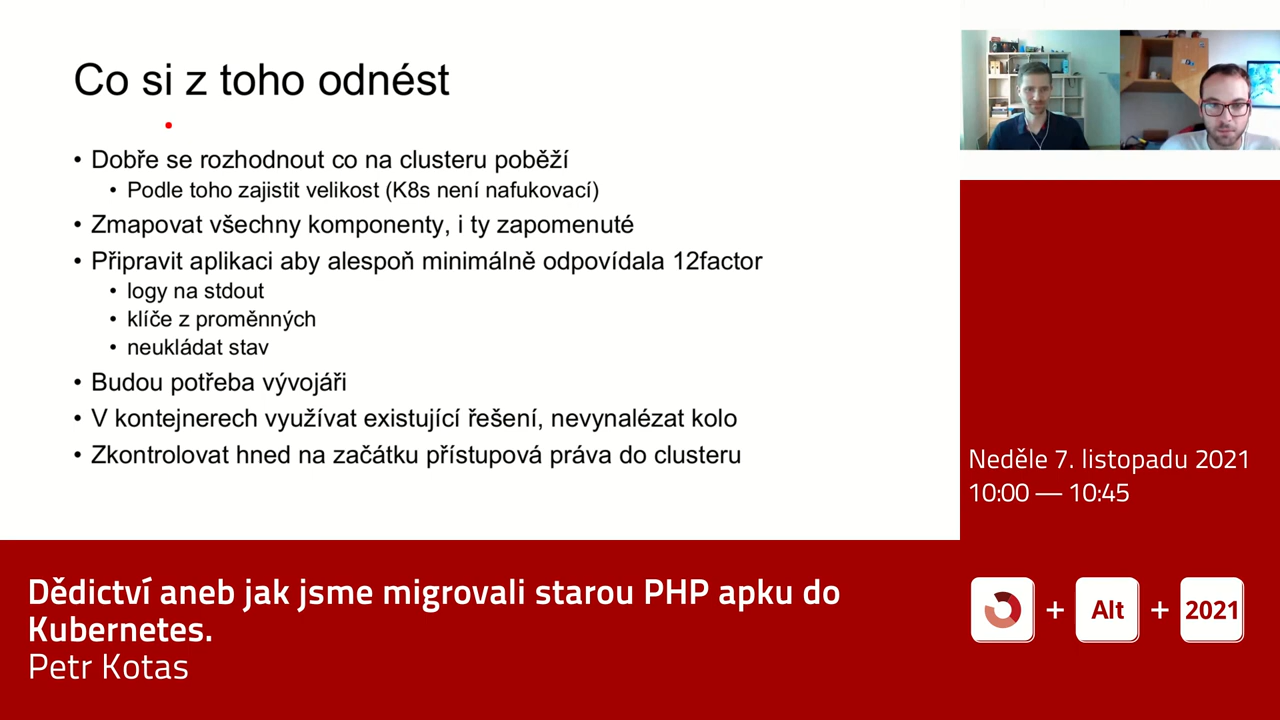 Co si z toho odnést
• Dobře se rozhodnout co na clusteru poběží
• Podle toho zajistit velikost (K8s není nafukovací)
• Zmapovat všechny komponenty, i ty zapomenuté
• Připravit aplikaci aby alespoň minimálně odpovídala 12factor
• logy na stdout
• klíče z proměnných
• neukládat stav
• Budou potřeba vývojáři
• V kontejnerech využívat existující řešení, nevynalézat kolo
• Zkontrolovat hned na začátku přístupová práva do clusteru
Neděle 7. listopadu 2021
10:00 — 10:45
Dědictví aneb jak jsme migrovali starou PHP apku do
Kubernetes.
Petr Kotas
+ Alt + 2021